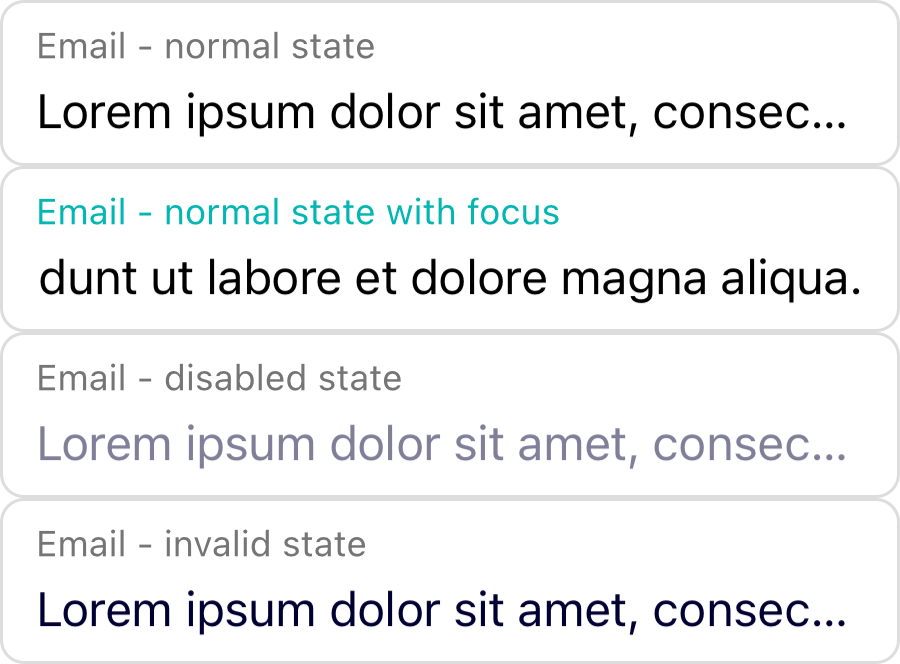 Email - normal state
Lorem ipsum dolor sit amet, consec...
Email - normal state with focus
dunt ut labore et dolore magna aliqua.
Email - disabled state
Lorem ipsum dolor sit amet, consec...
Email - invalid state
Lorem ipsum dolor sit amet, consec...